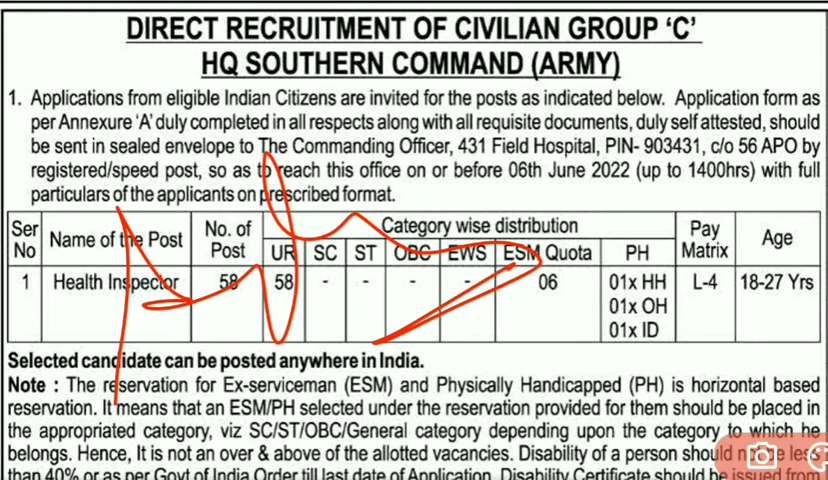 DIRECT RECRUITMENT OF CIVILIAN GROUP ‘C’
HQ SOUTHERN COMMAND (ARMY)
1. Applications from eligible Indian Citizens are invited for the posts as indicated below. Application form as
per Annexure ‘A’ duly completed in all respects along with all requisite documents, duly self attested, should
be sent in sealed envelope to The Commanding Officer, 431 Field Hospital, PIN- 903431, c/o 56 APO by
registered/speed post, so as to reach this office on or before 06th June 2022 (up to 1400hrs) with full
particulars of the applicants on prescribed format.
Ser No Name of the Post No. of Post Category wise distribution Pay Matrix Age
UR SC ST OBC EWS ESM Quota PH
1 Health Inspector 58 58 - - - - 06 01x HH L-4 18-27 Yrs
01x OH
01x ID
Selected candidate can be posted anywhere in India.
Note : The reservation for Ex-serviceman (ESM) and Physically Handicapped (PH) is horizontal based
reservation. It means that an ESM/PH selected under the reservation provided for them should be placed in
the appropriated category, viz SC/ST/OBC/General category depending upon the category to which he
belongs. Hence, It is not an over & above of the allotted vacancies. Disability of a person should not be less
than 40% or as per Govt of India Order till last date of Application. Disability Certificate should be issued from